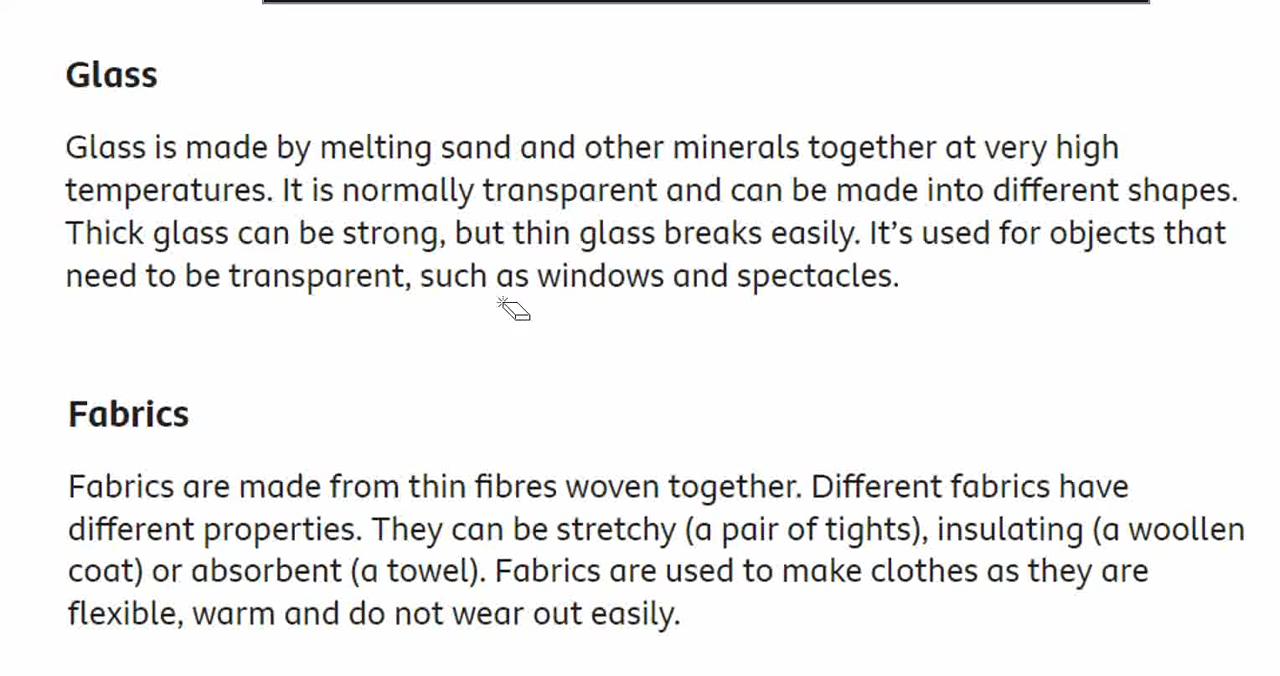 Glass
Glass is made by melting sand and other minerals together at very high
temperatures. It is normally transparent and can be made into different shapes.
Thick glass can be strong, but thin glass breaks easily. It’s used for objects that
need to be transparent, such as windows and spectacles.
Fabrics
Fabrics are made from thin fibres woven together. Different fabrics have
different properties. They can be stretchy (a pair of tights), insulating (a woollen
coat) or absorbent (a towel). Fabrics are used to make clothes as they are
flexible, warm and do not wear out easily.